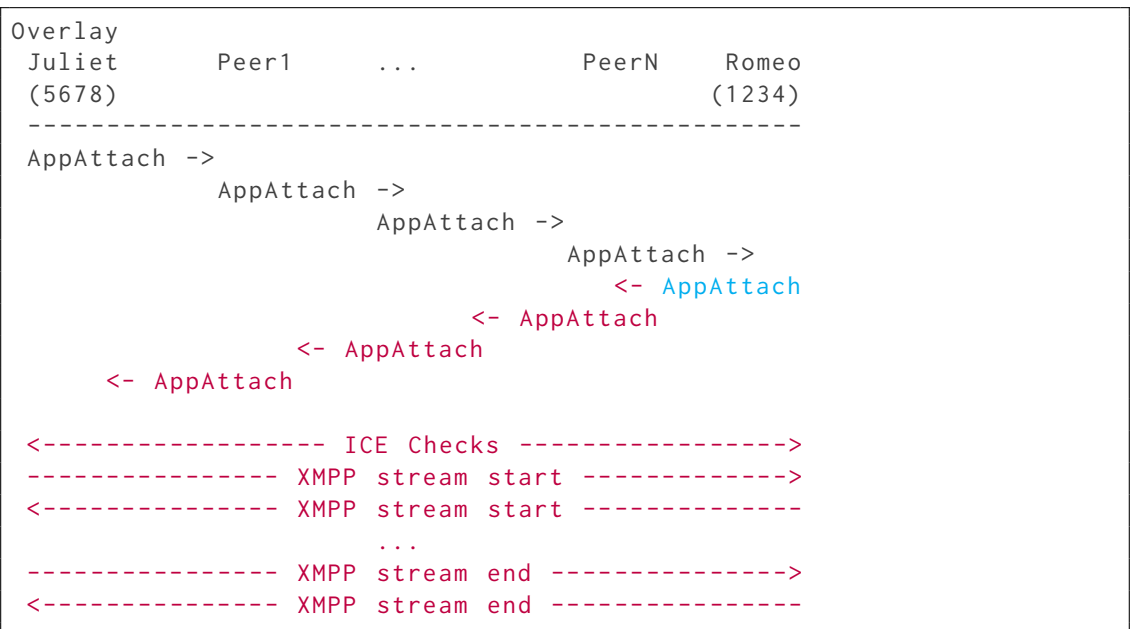 Overlay
 Juliet      Peer1     ...          PeerN    Romeo
 (5678)                                     (1234)
 -------------------------------------------------
 AppAttach ->
             AppAttach ->
                       AppAttach ->
                                   AppAttach ->
                                      <- AppAttach
                             <- AppAttach
                  <- AppAttach
      <- AppAttach

 <------------------ ICE Checks ----------------->
 ---------------- XMPP stream start ------------->
 <--------------- XMPP stream start --------------
                       ...
 ---------------- XMPP stream end --------------->
 <--------------- XMPP stream end ----------------